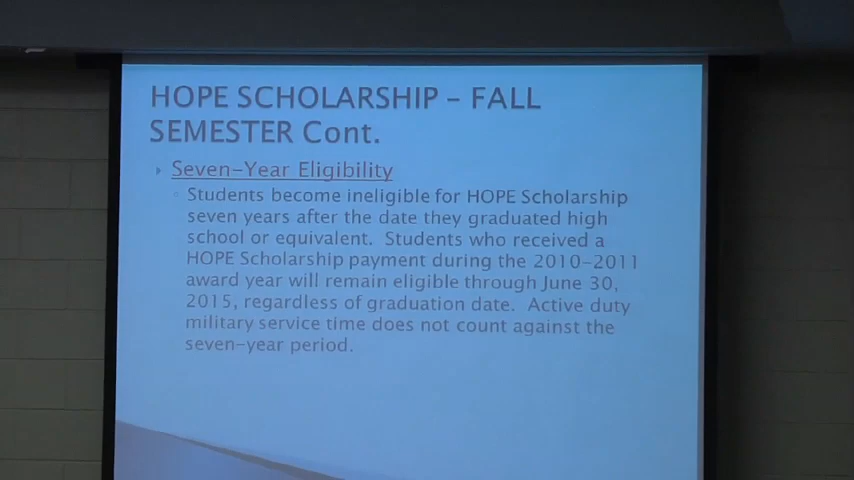 HOPE SCHOLARSHIP – FALL
SEMESTER Cont.
Seven-Year Eligibility
Students become ineligible for HOPE Scholarship
seven years after the date they graduated high
school or equivalent. Students who received a
HOPE Scholarship payment during the 2010-2011
award year will remain eligible through June 30,
2015, regardless of graduation date. Active duty
military service time does not count against the
seven-year period.